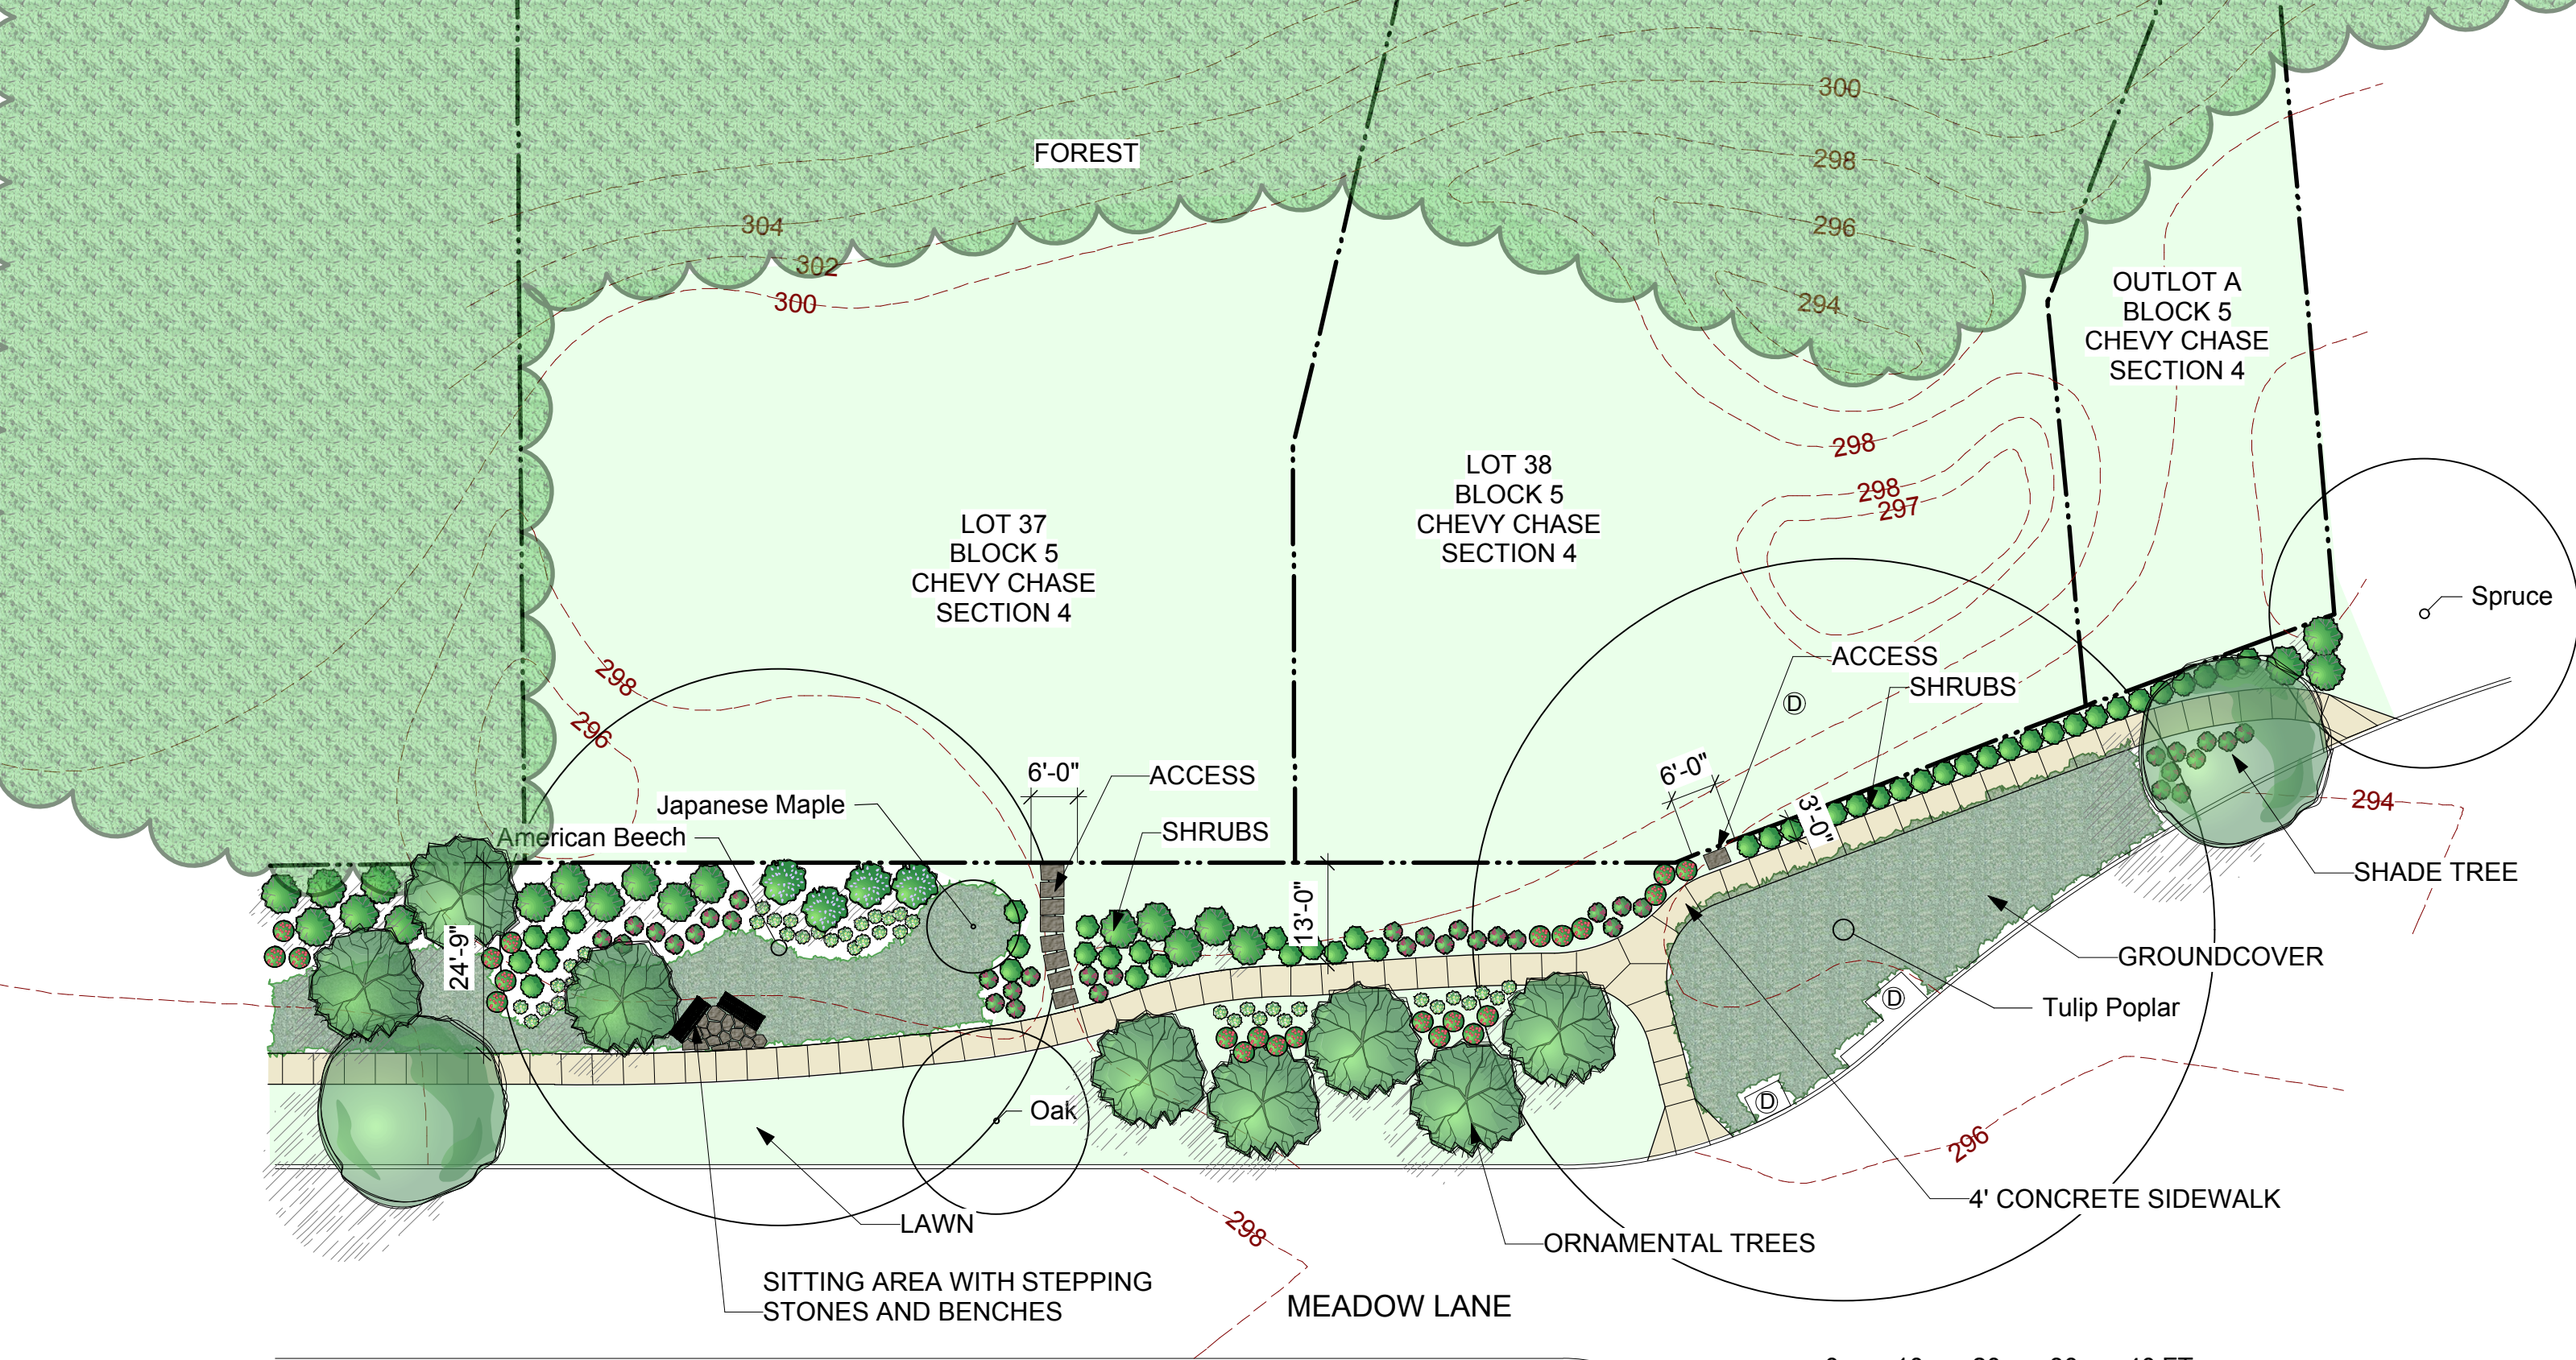 300
FOREST
298
304
296
302
300
294
OUTLOT A
BLOCK 5
CHEVY CHASE
SECTION 4
298
LOT 38
BLOCK 5
CHEVY CHASE
SECTION 4
298
297
LOT 37
BLOCK 5
CHEVY CHASE
SECTION 4
Spruce
298
ACCESS
SHRUBS
D
296
6'-0"
ACCESS
6'-0"
Japanese Maple
American Beech
SHRUBS
3'-0"
294
SHADE TREE
13'-0"
24'-9"
GROUNDCOVER
D
Tulip Poplar
D
Oak
296
4' CONCRETE SIDEWALK
LAWN
298
ORNAMENTAL TREES
SITTING AREA WITH STEPPING
STONES AND BENCHES
MEADOW LANE